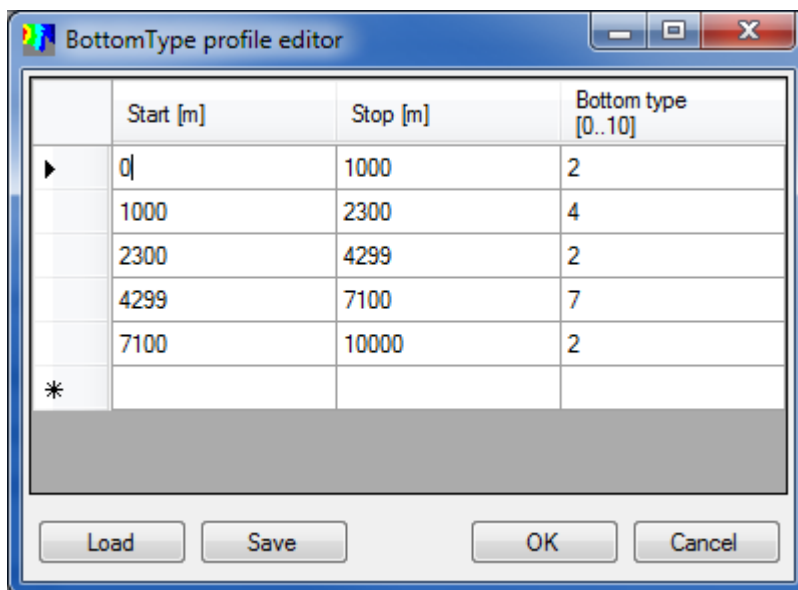 BottomType profile editor
Start [m] Stop [m] Bottom type
[0..10]
0 1000 2
1000 2300 4
2300 4299 2
4299 7100 7
7100 10000 2
Load Save OK Cancel